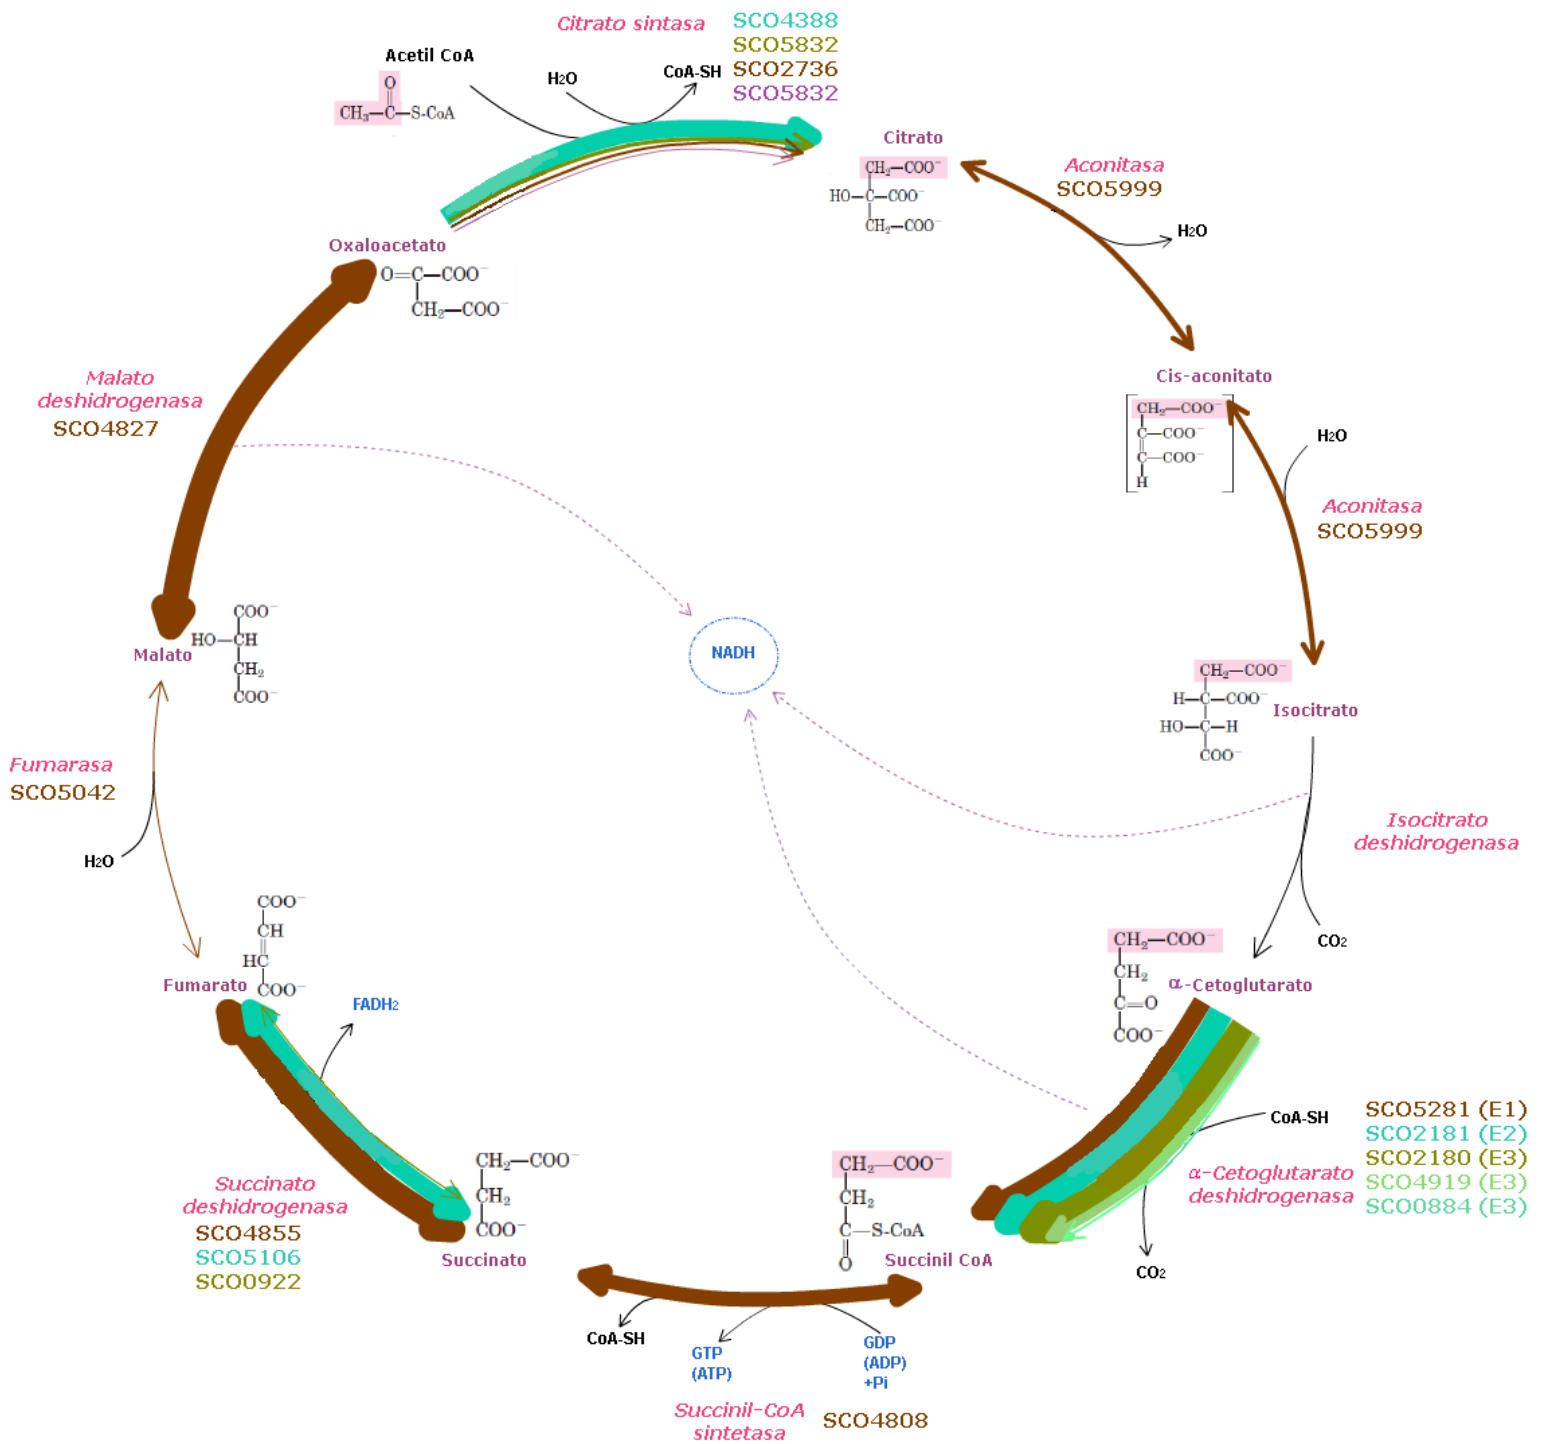 Citrato sintasa
SCO4388
SCO5832
SCO2736
SCO5832
Acetil CoA
H2O
CoA-SH
O
CH3—C—S-CoA
Citrato
CH2—COO−
HO—C—COO−
CH2—COO−
Aconitasa
SCO5999
H2O
Oxaloacetato
O=C—COO−
CH2—COO−
Cis-aconitato
CH2—COO−
C—COO−
C—COO−
H
H2O
Aconitasa
SCO5999
Malato
deshidrogenasa
SCO4827
NADH
Malato
COO−
HO—CH
CH2
COO−
Isocitrato
CH2—COO−
H—C—COO−
HO—C—H
COO−
Isocitrato
deshidrogenasa
CO2
Fumarasa
SCO5042
H2O
Fumarato
COO−
CH
HC
COO−
FADH2
α-Cetoglutarato
CH2—COO−
CH2
C=O
COO−
CoA-SH
SCO5281 (E1)
SCO2181 (E2)
SCO2180 (E3)
SCO4919 (E3)
SCO0884 (E3)
α-Cetoglutarato
deshidrogenasa
CO2
Succinato
deshidrogenasa
SCO4855
SCO5106
SCO0922
CH2—COO−
CH2
COO−
Succinato
CH2—COO−
CH2
C—S-CoA
O
Succinil CoA
CoA-SH
GTP
(ATP)
GDP
(ADP)
+Pi
Succinil-CoA
sintetasa
SCO4808